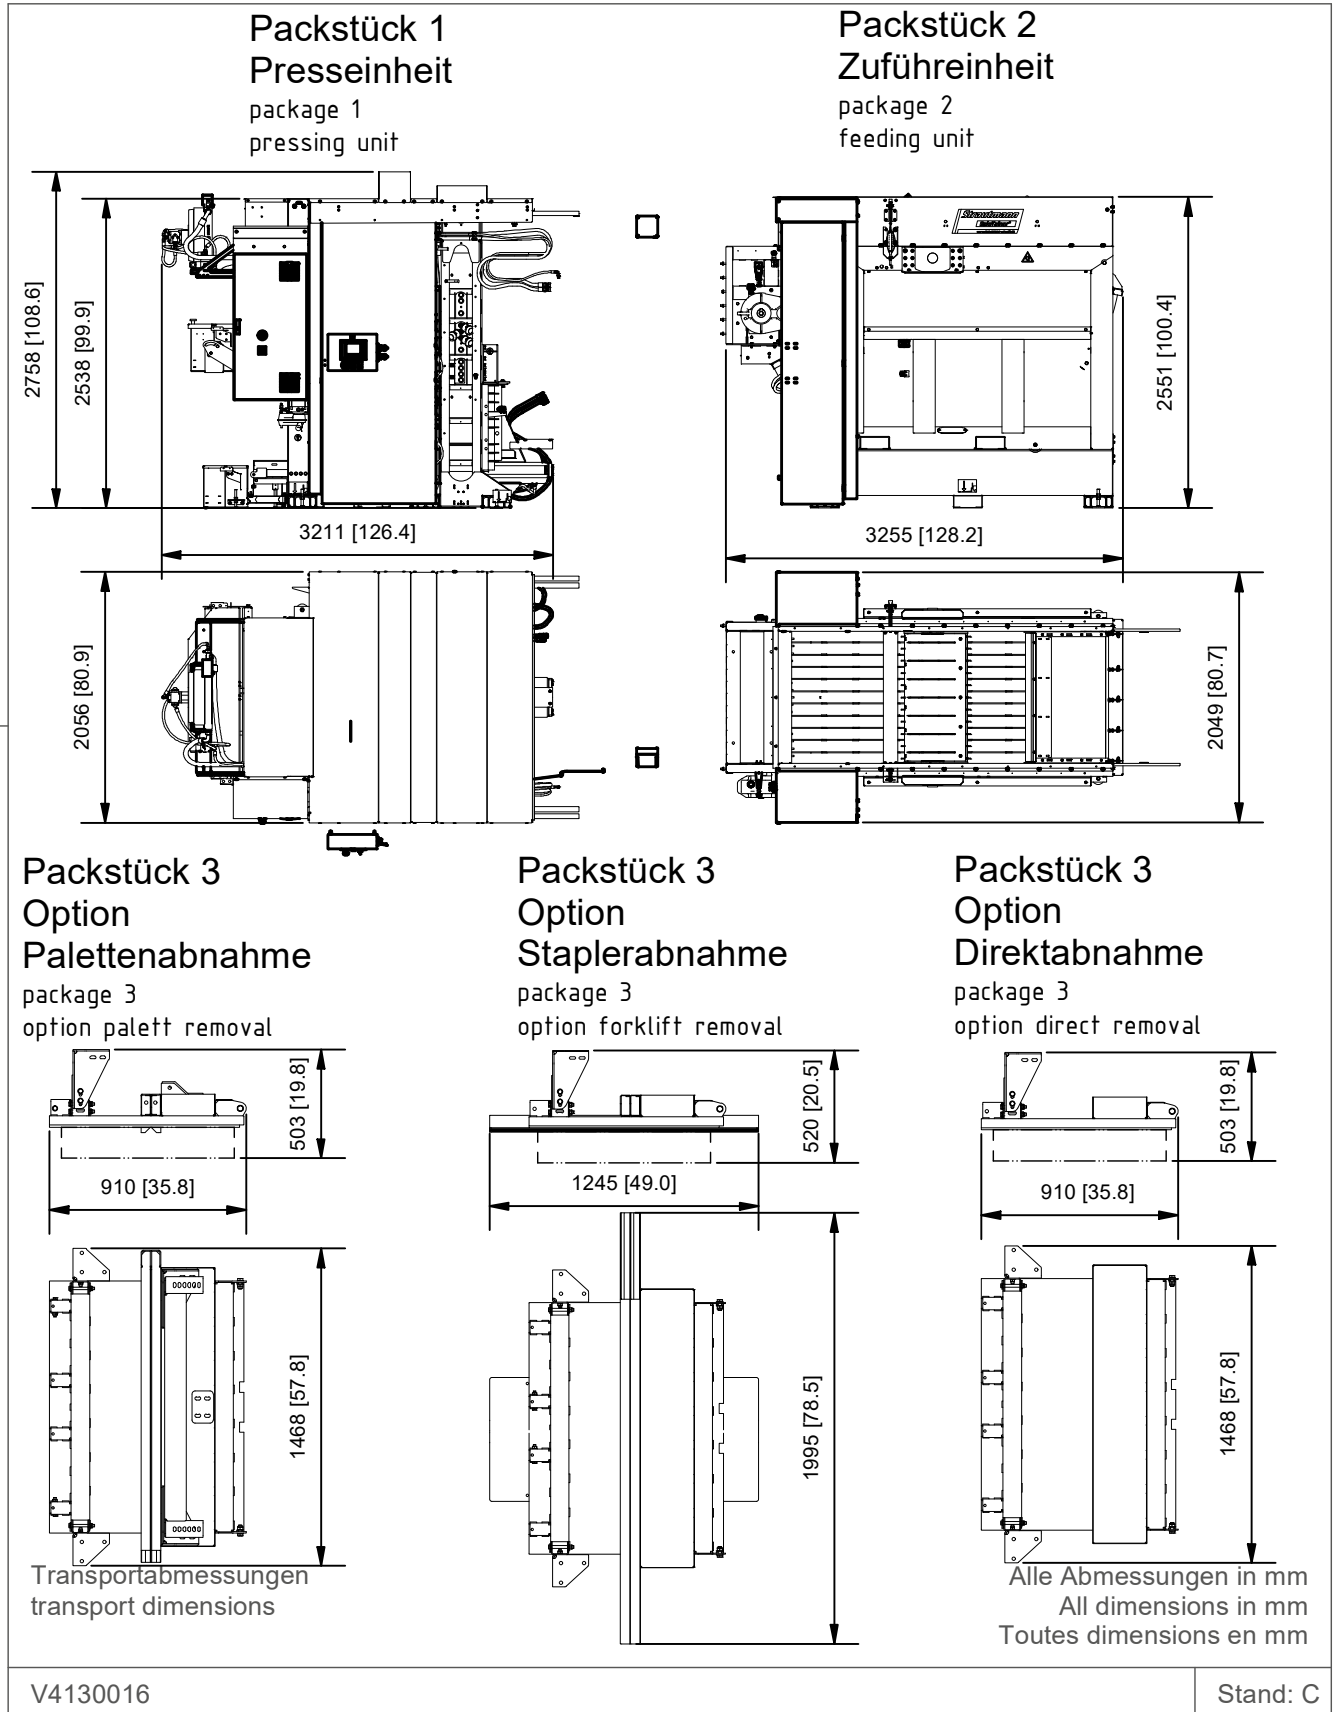 Packstück 1
Presseinheit
package 1
pressing unit
Packstück 2
Zuführeinheit
package 2
feeding unit
2758 [108.6]
2538 [99.9]
3211 [126.4]
2056 [80.9]
Strautmann
2551 [100.4]
3255 [128.2]
2049 [80.7]
Packstück 3
Option
Palettenabnahme
package 3
option palett removal
503 [19.8]
910 [35.8]
1468 [57.8]
Packstück 3
Option
Staplerabnahme
package 3
option forklift removal
520 [20.5]
1245 [49.0]
1995 [78.5]
Packstück 3
Option
Direktabnahme
package 3
option direct removal
503 [19.8]
910 [35.8]
1468 [57.8]
Transportabmessungen
transport dimensions
Alle Abmessungen in mm
All dimensions in mm
Toutes dimensions en mm
V4130016
Stand: C